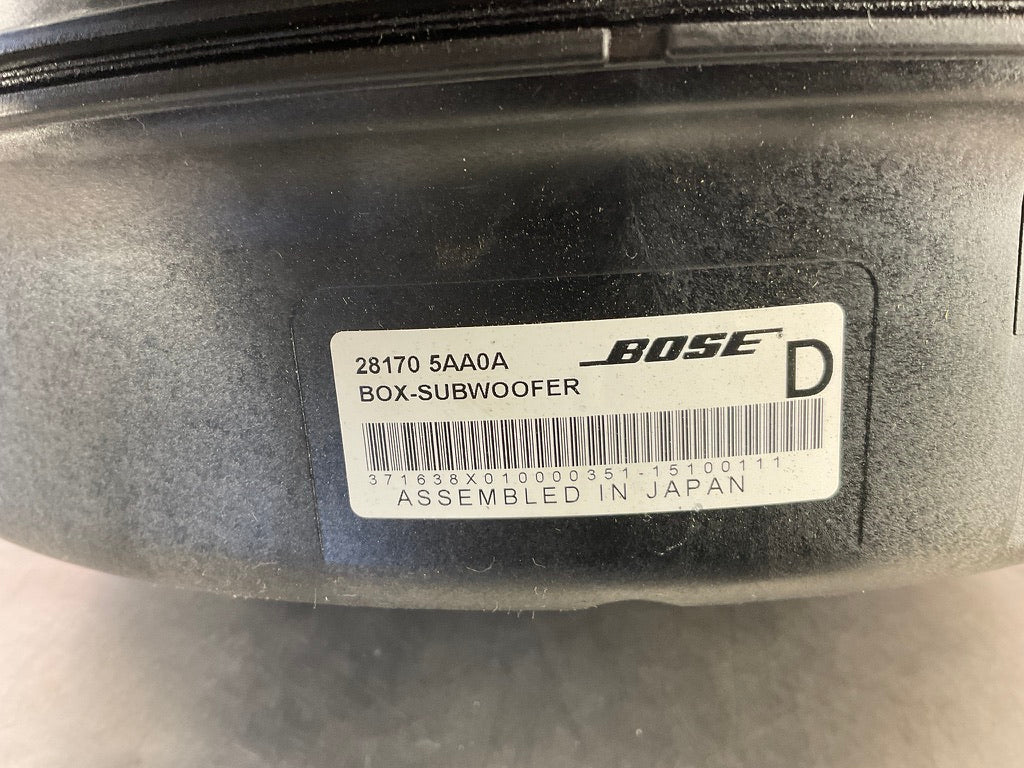 28170 5AA0A
BOSE
D
BOX-SUBWOOFER
371638X010000351-15100111
ASSEMBLED IN JAPAN